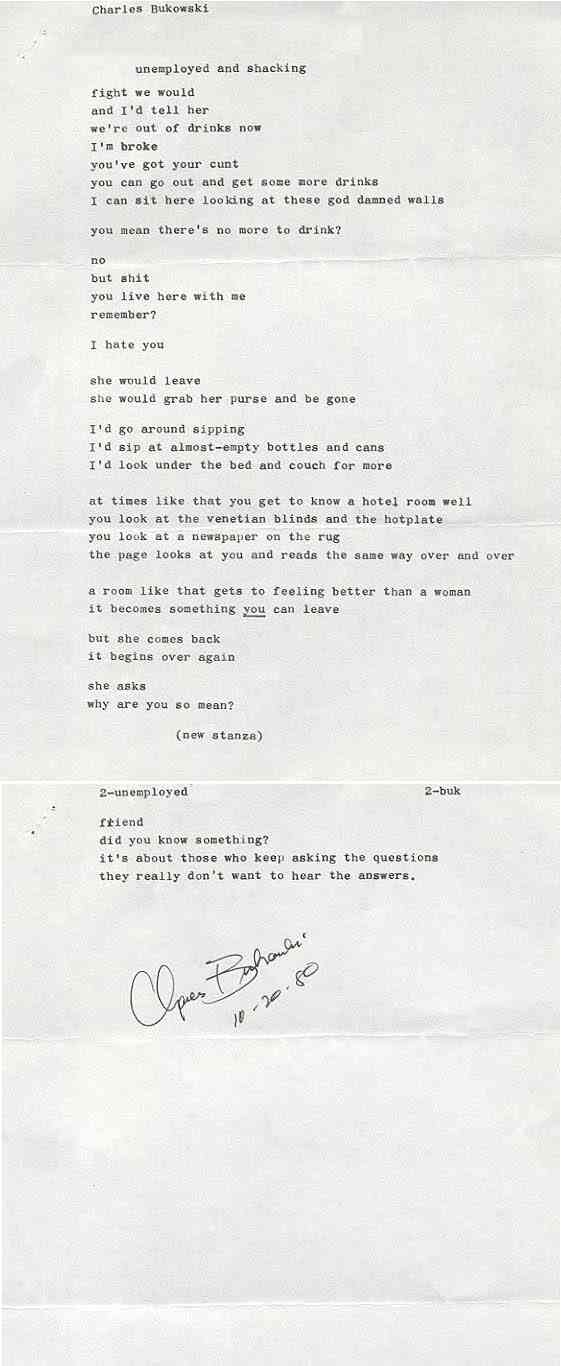 Charles Bukowski
unemployed and shacking
fight we would
and I'd tell her
we're out of drinks now
I'm broke
you've got your cunt
you can go out and get some more drinks
I can sit here looking at these god damned walls
you mean there's no more to drink?
no
but shit
you live here with me
remember?
I hate you
she would leave
she would grab her purse and be gone
I'd go around sipping
I'd sip at almost-empty bottles and cans
I'd look under the bed and couch for more
at times like that you get to know a hotel room well
you look at the venetian blinds and the hotplate
you look at a newspaper on the rug
the page looks at you and reads the same way over and over
a room like that gets to feeling better than a woman
it becomes something you can leave
but she comes back
it begins over again
she asks
why are you so mean?
(new stanza)
2-unemployed 2-buk
friend
did you know something?
it's about those who keep asking the questions
they really don't want to hear the answers.
Charles Bukowski
10-20-80